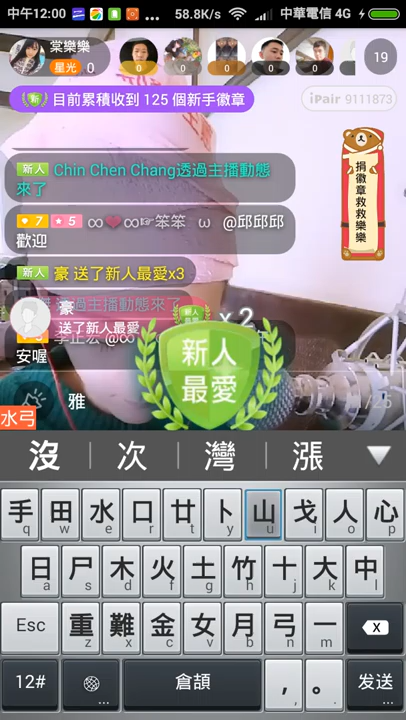 中午12:00 ... 58.8K/s 中華電信 4G
棠樂樂
星光 0
0 0 0 0 0
19
新 目前累積收到 125 個新手徽章
iPair 9111873
捐徽章救救樂樂
新人 Chin Chen Chang透過主播動態
來了
7 5 ∞❤∞☞笨笨 ω @邱邱邱
歡迎
新人 豪 送了新人最愛x3
透過主播動態來了
豪
送了新人最愛
x 2
李正宏 @∞
安喔
新人
最愛
雅
水弓
沒 次 灣 漲
手 田 水 口 廿 卜 山 戈 人 心
q w e r t y u i o p
日 尸 木 火 土 竹 十 大 中
a s d f g h j k l
Esc 重 難 金 女 月 弓 一
z x c v b n m
12# ... 倉頡 , 。 发送